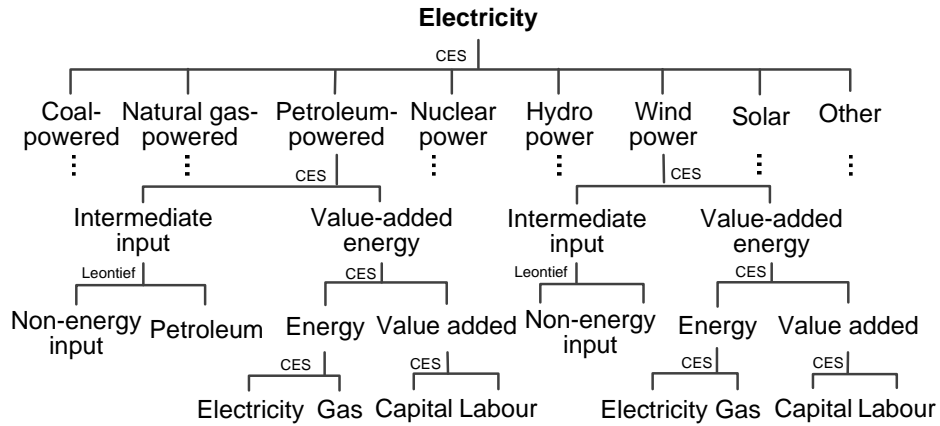 Electricity
CES
Coal- Natural gas- Petroleum- Nuclear Hydro Wind Solar Other
powered powered powered power power power
CES CES
Intermediate Value-added Intermediate Value-added
input energy input energy
Leontief CES Leontief CES
Non-energy Petroleum Energy Value added Non-energy Energy Value added
input input
CES CES CES CES
Electricity Gas Capital Labour Electricity Gas Capital Labour